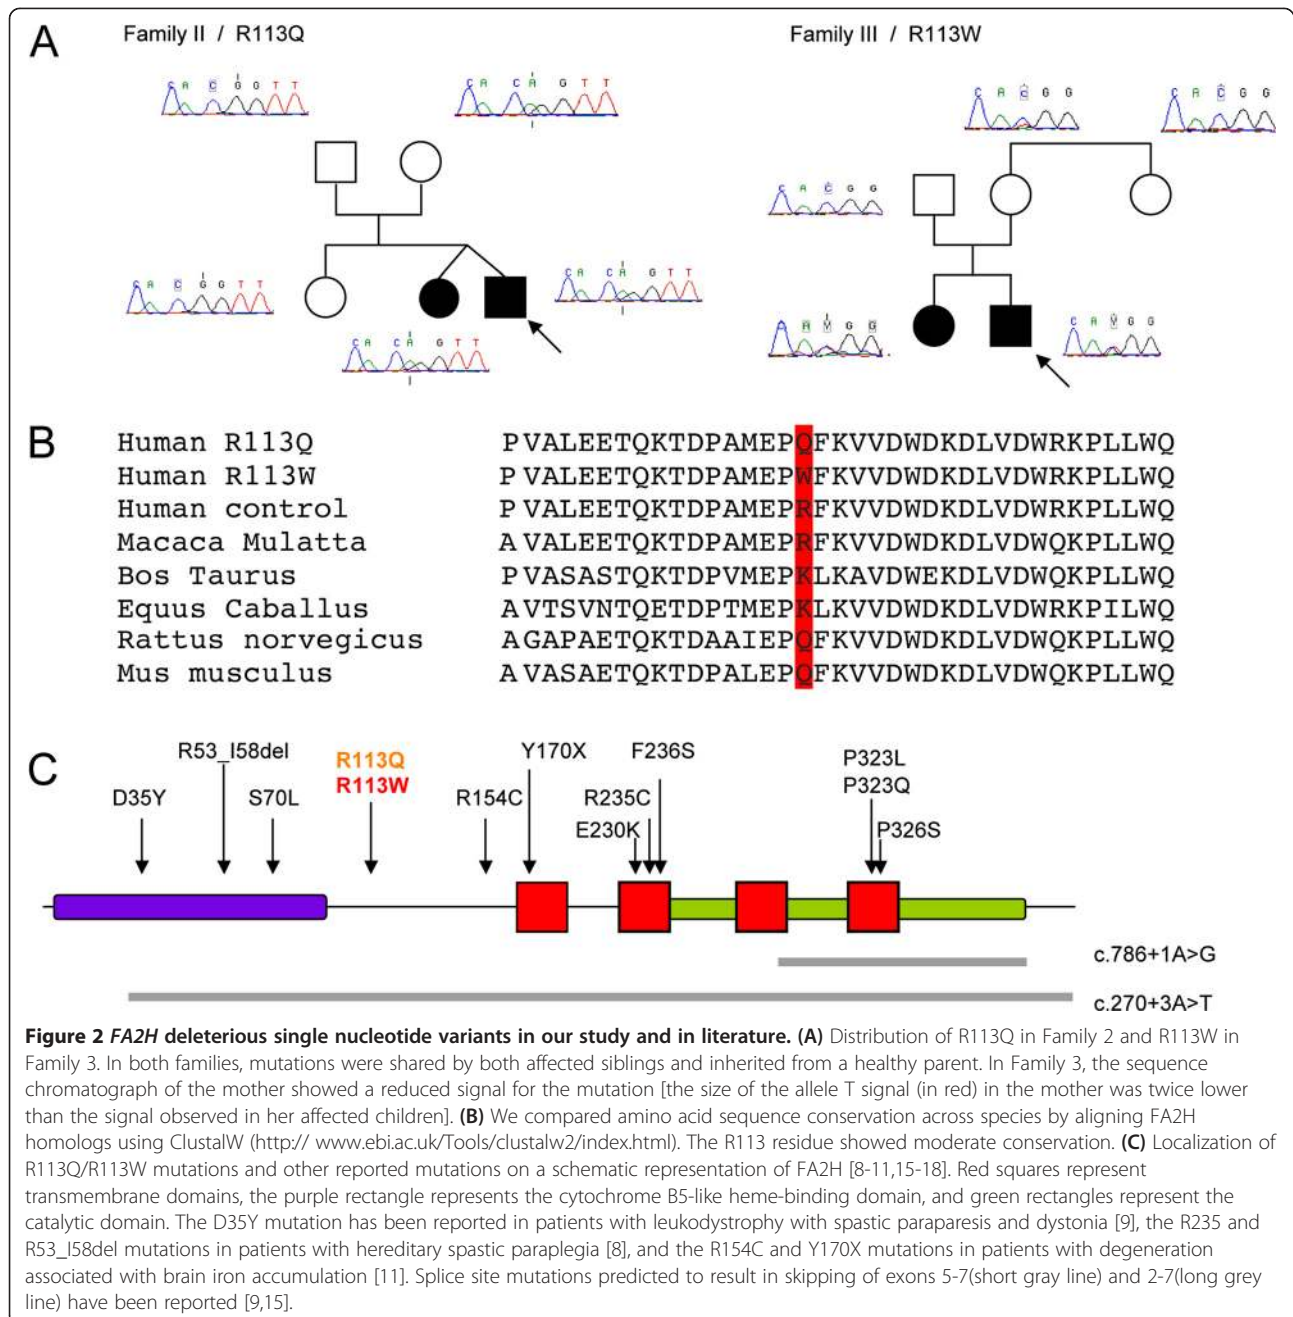 A
Family II / R113Q
Family III / R113W
C A C G G T T
C A C A G T T
C A C G G
C A C G G
C A C G G
C A C G G T T
C A C A G T T
C A C A G T T
C A Y G G
C A Y G G
B
Human R113Q PVALEETQKTDPAMEPQFKVVDWDKDLVDWRKPLLWQ
Human R113W PVALEETQKTDPAMEPWFKVVDWDKDLVDWRKPLLWQ
Human control PVALEETQKTDPAMEPRFKVVDWDKDLVDWRKPLLWQ
Macaca Mulatta AVALEETQKTDPAMEPRFKVVDWDKDLVDWQKPLLWQ
Bos Taurus PVASASTQKTDPVMEPKLKAVDWEKDLVDWQKPLLWQ
Equus Caballus AVTSVNTQETDPTMEPKLKVVDWDKDLVDWRKPILWQ
Rattus norvegicus AGAPAETQKTDAAIEPQFKVVDWDKDLVDWQKPLLWQ
Mus musculus AVASAETQKTDPALEPQFKVVDWDKDLVDWQKPLLWQ
C
R53_I58del
R113Q
R113W
Y170X
F236S
P323L
P323Q
D35Y
S70L
R154C
R235C
E230K
P326S
c.786+1A>G
c.270+3A>T
Figure 2 FA2H deleterious single nucleotide variants in our study and in literature. (A) Distribution of R113Q in Family 2 and R113W in
Family 3. In both families, mutations were shared by both affected siblings and inherited from a healthy parent. In Family 3, the sequence
chromatograph of the mother showed a reduced signal for the mutation [the size of the allele T signal (in red) in the mother was twice lower
than the signal observed in her affected children]. (B) We compared amino acid sequence conservation across species by aligning FA2H
homologs using ClustalW (http:// www.ebi.ac.uk/Tools/clustalw2/index.html). The R113 residue showed moderate conservation. (C) Localization of
R113Q/R113W mutations and other reported mutations on a schematic representation of FA2H [8-11,15-18]. Red squares represent
transmembrane domains, the purple rectangle represents the cytochrome B5-like heme-binding domain, and green rectangles represent the
catalytic domain. The D35Y mutation has been reported in patients with leukodystrophy with spastic paraparesis and dystonia [9], the R235 and
R53_I58del mutations in patients with hereditary spastic paraplegia [8], and the R154C and Y170X mutations in patients with degeneration
associated with brain iron accumulation [11]. Splice site mutations predicted to result in skipping of exons 5-7(short gray line) and 2-7(long grey
line) have been reported [9,15].